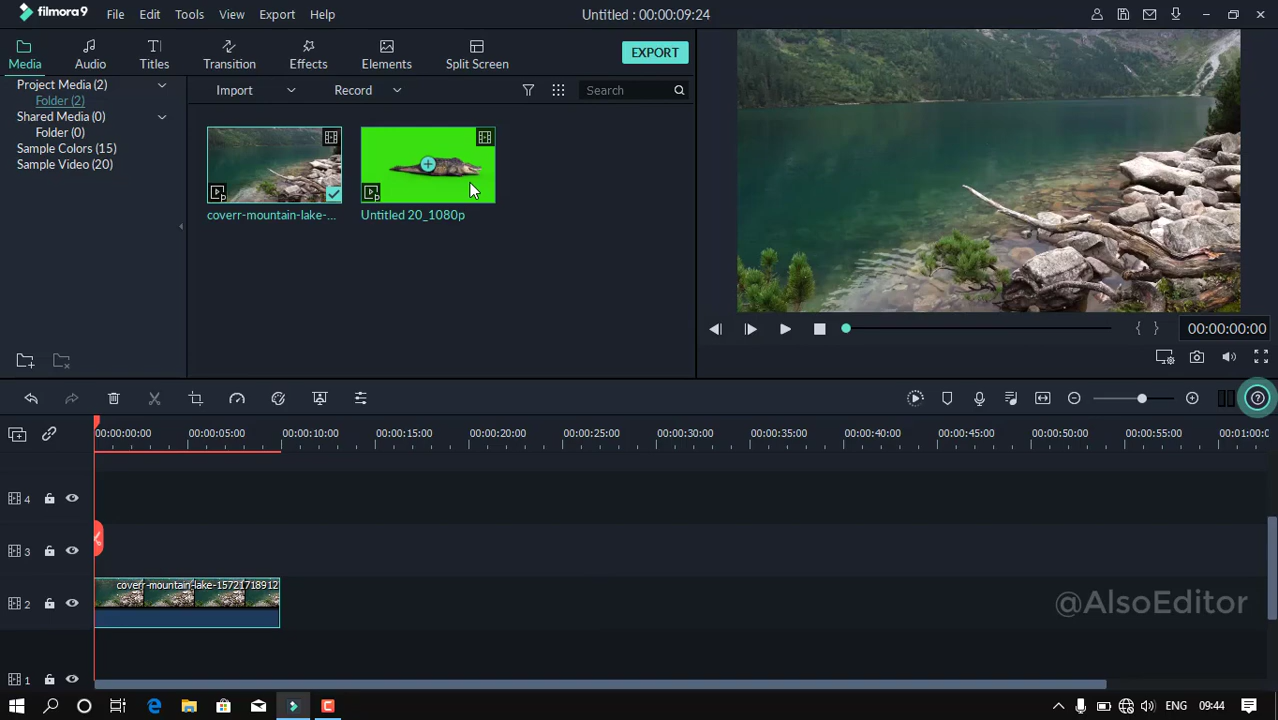 filmora9 File Edit Tools View Export Help Untitled : 00:00:09:24
Media Audio Titles Transition Effects Elements Split Screen EXPORT
Project Media (2)
Folder (2)
Shared Media (0)
Folder (0)
Sample Colors (15)
Sample Video (20)
Import Record Search
coverr-mountain-lake-... Untitled 20_1080p
{ } 00:00:00:00
00:00:00:00 00:00:05:00 00:00:10:00 00:00:15:00 00:00:20:00 00:00:25:00 00:00:30:00 00:00:35:00 00:00:40:00 00:00:45:00 00:00:50:00 00:00:55:00 00:01:00:0
4
3
coverr-mountain-lake-15721718912
2
@AlsoEditor
1
ENG 09:44